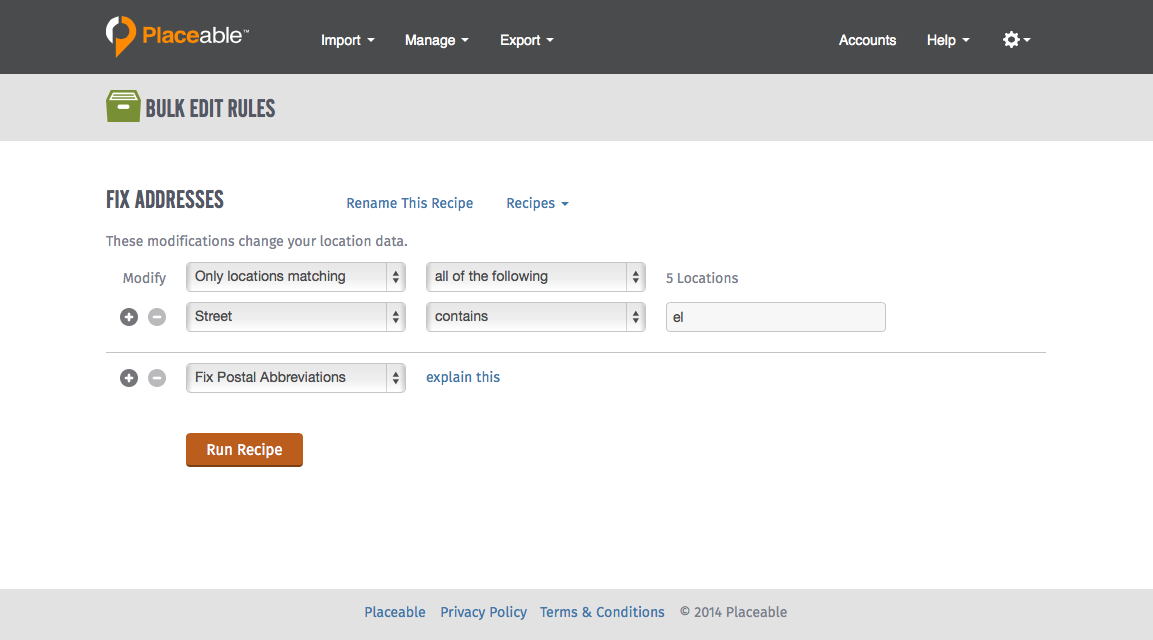 Placeable™ Import Manage Export Accounts Help
BULK EDIT RULES
FIX ADDRESSES Rename This Recipe Recipes
These modifications change your location data.
Modify Only locations matching all of the following 5 Locations
Street contains el
Fix Postal Abbreviations explain this
Run Recipe
Placeable Privacy Policy Terms & Conditions © 2014 Placeable